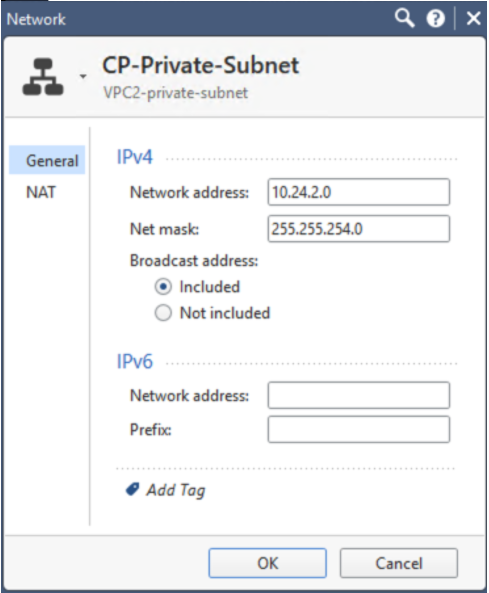 Network
CP-Private-Subnet
VPC2-private-subnet
General
NAT
IPv4
Network address: 10.24.2.0
Net mask: 255.255.254.0
Broadcast address:
Included
Not included
IPv6
Network address:
Prefix:
Add Tag
OK Cancel